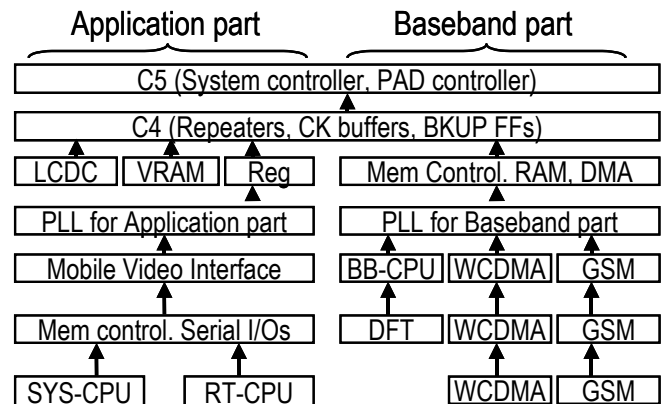 Application part Baseband part
C5 (System controller, PAD controller)
C4 (Repeaters, CK buffers, BKUP FFs)
LCDC VRAM Reg Mem Control. RAM, DMA
PLL for Application part PLL for Baseband part
Mobile Video Interface BB-CPU WCDMA GSM
Mem control. Serial I/Os DFT WCDMA GSM
SYS-CPU RT-CPU WCDMA GSM